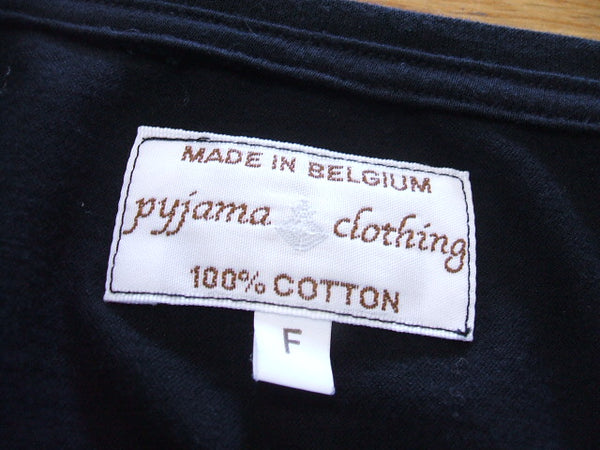 MADE IN BELGIUM
pyjama clothing
100% COTTON
F